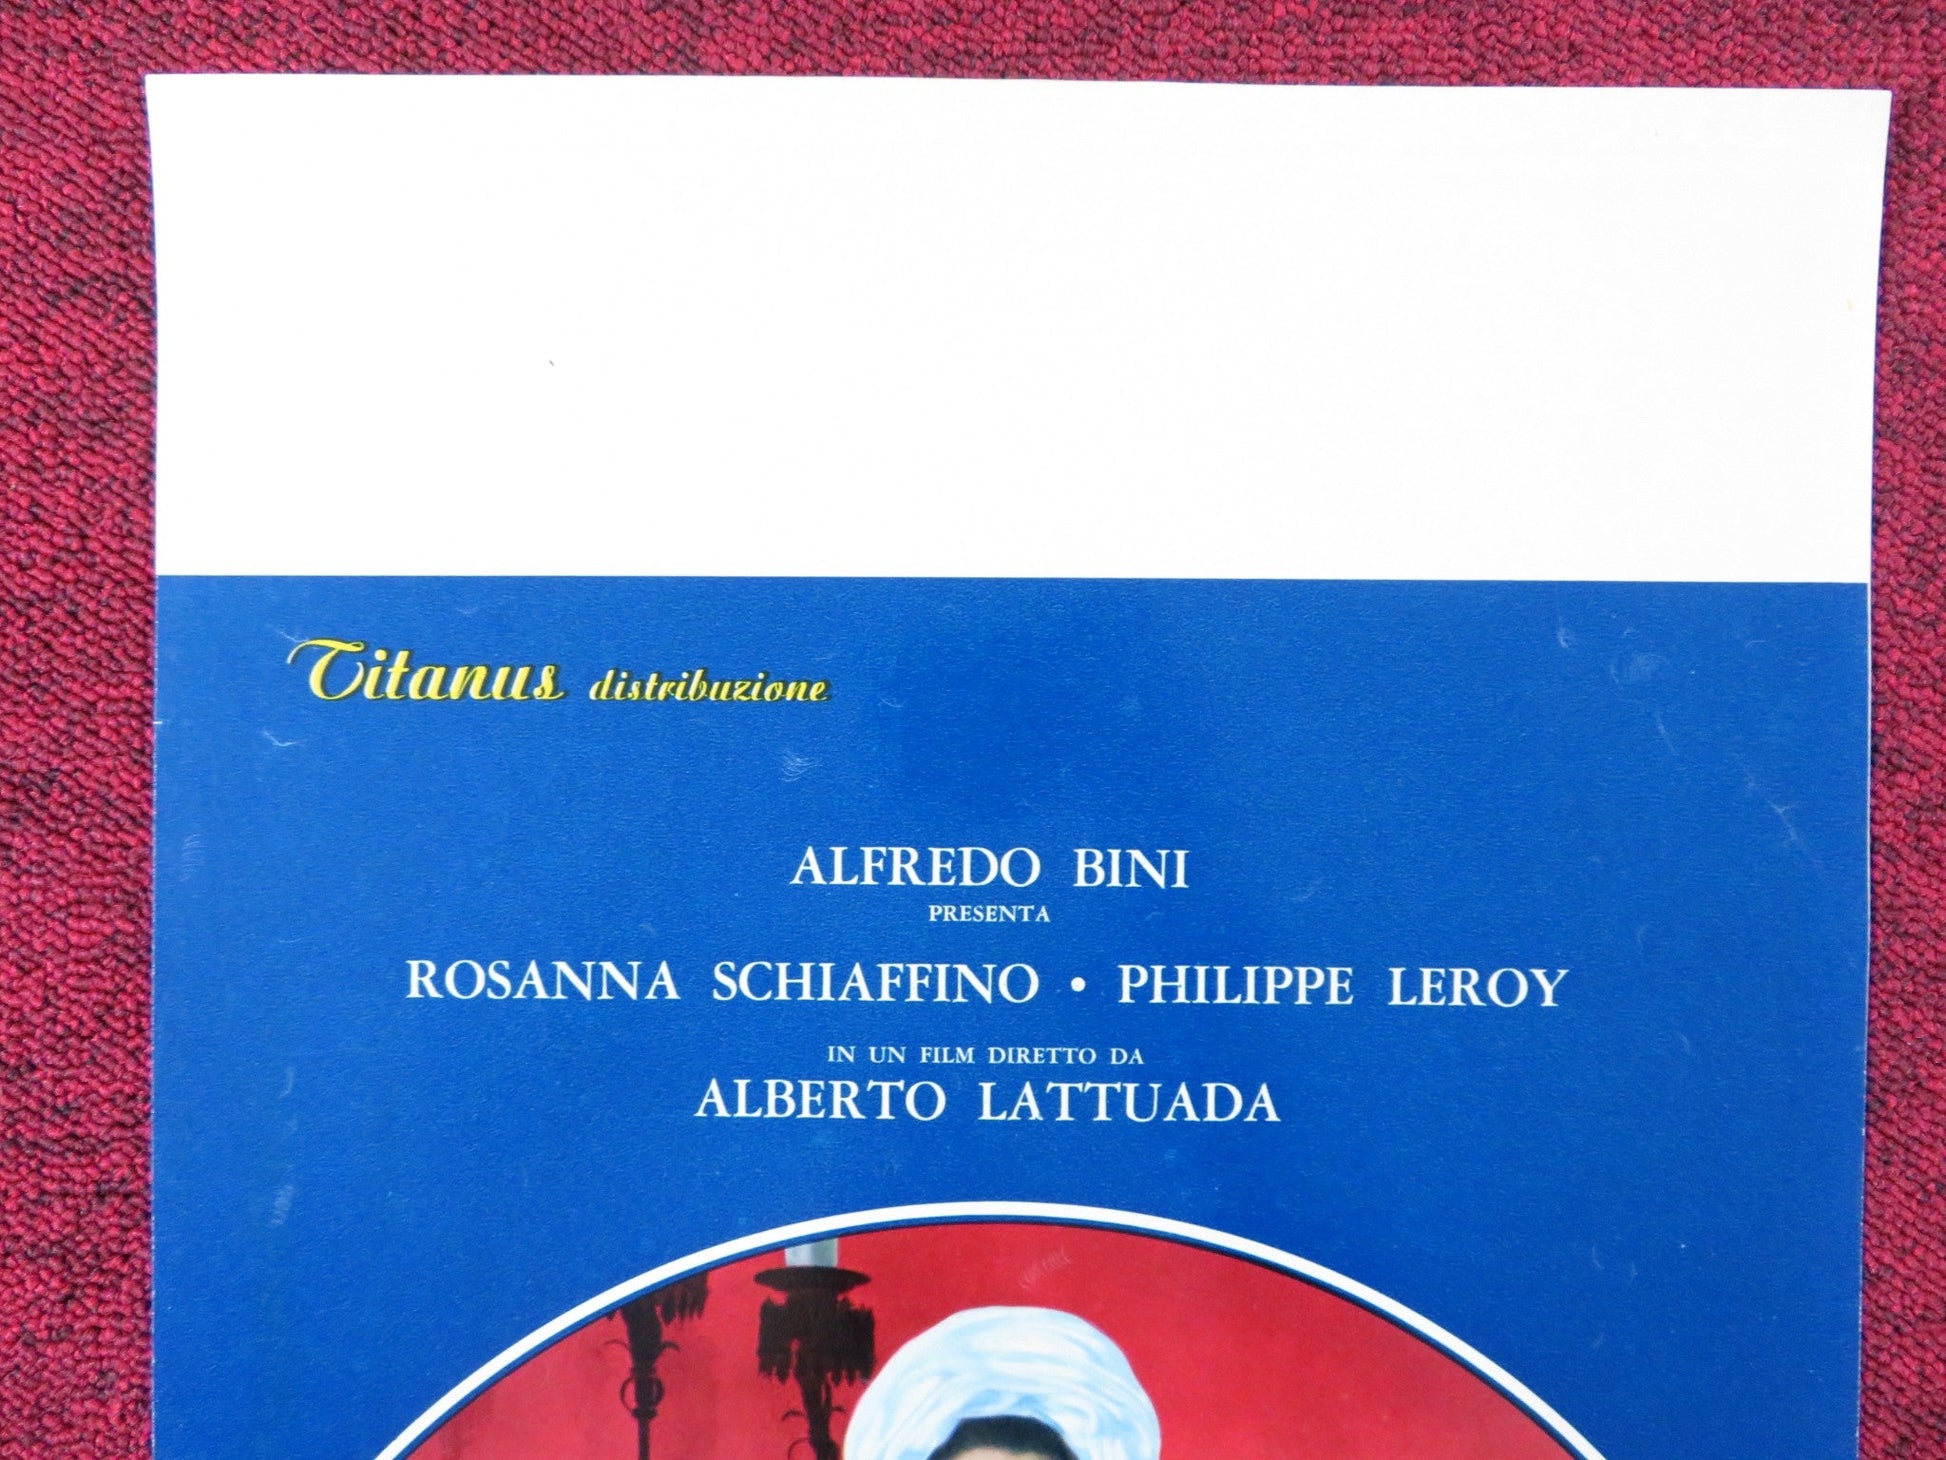 Titanus distribuzione
ALFREDO BINI
PRESENTA
ROSANNA SCHIAFFINO • PHILIPPE LEROY
IN UN FILM DIRETTO DA
ALBERTO LATTUADA